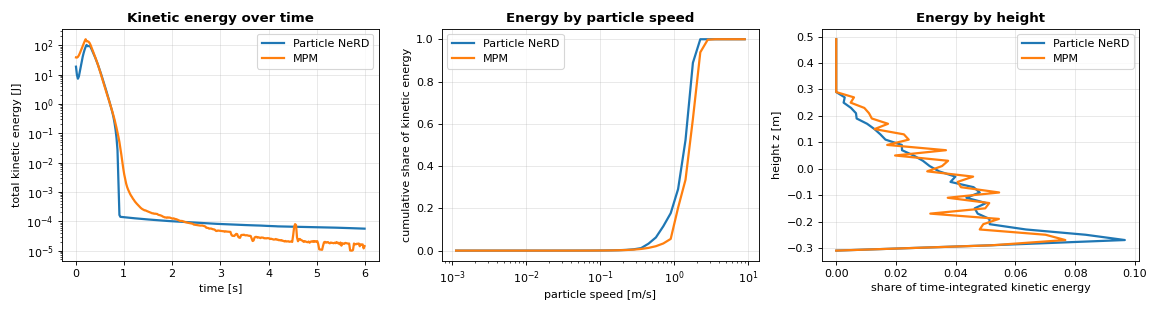 Kinetic energy over time
total kinetic energy [J]
10²
10¹
10⁰
10⁻¹
10⁻²
10⁻³
10⁻⁴
10⁻⁵
Particle NeRD
MPM
0 1 2 3 4 5 6
time [s]
Energy by particle speed
cumulative share of kinetic energy
1.0
0.8
0.6
0.4
0.2
0.0
Particle NeRD
MPM
10⁻³ 10⁻² 10⁻¹ 10⁰ 10¹
particle speed [m/s]
Energy by height
height z [m]
0.5
0.4
0.3
0.2
0.1
0.0
−0.1
−0.2
−0.3
Particle NeRD
MPM
0.00 0.02 0.04 0.06 0.08 0.10
share of time-integrated kinetic energy